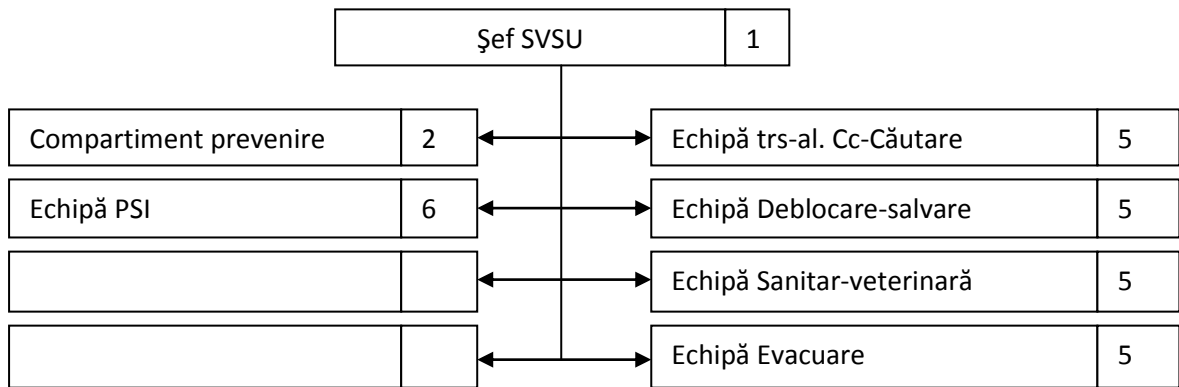 Şef SVSU 1
Compartiment prevenire 2 Echipă trs-al. Cc-Căutare 5
Echipă PSI 6 Echipă Deblocare-salvare 5
Echipă Sanitar-veterinară 5
Echipă Evacuare 5